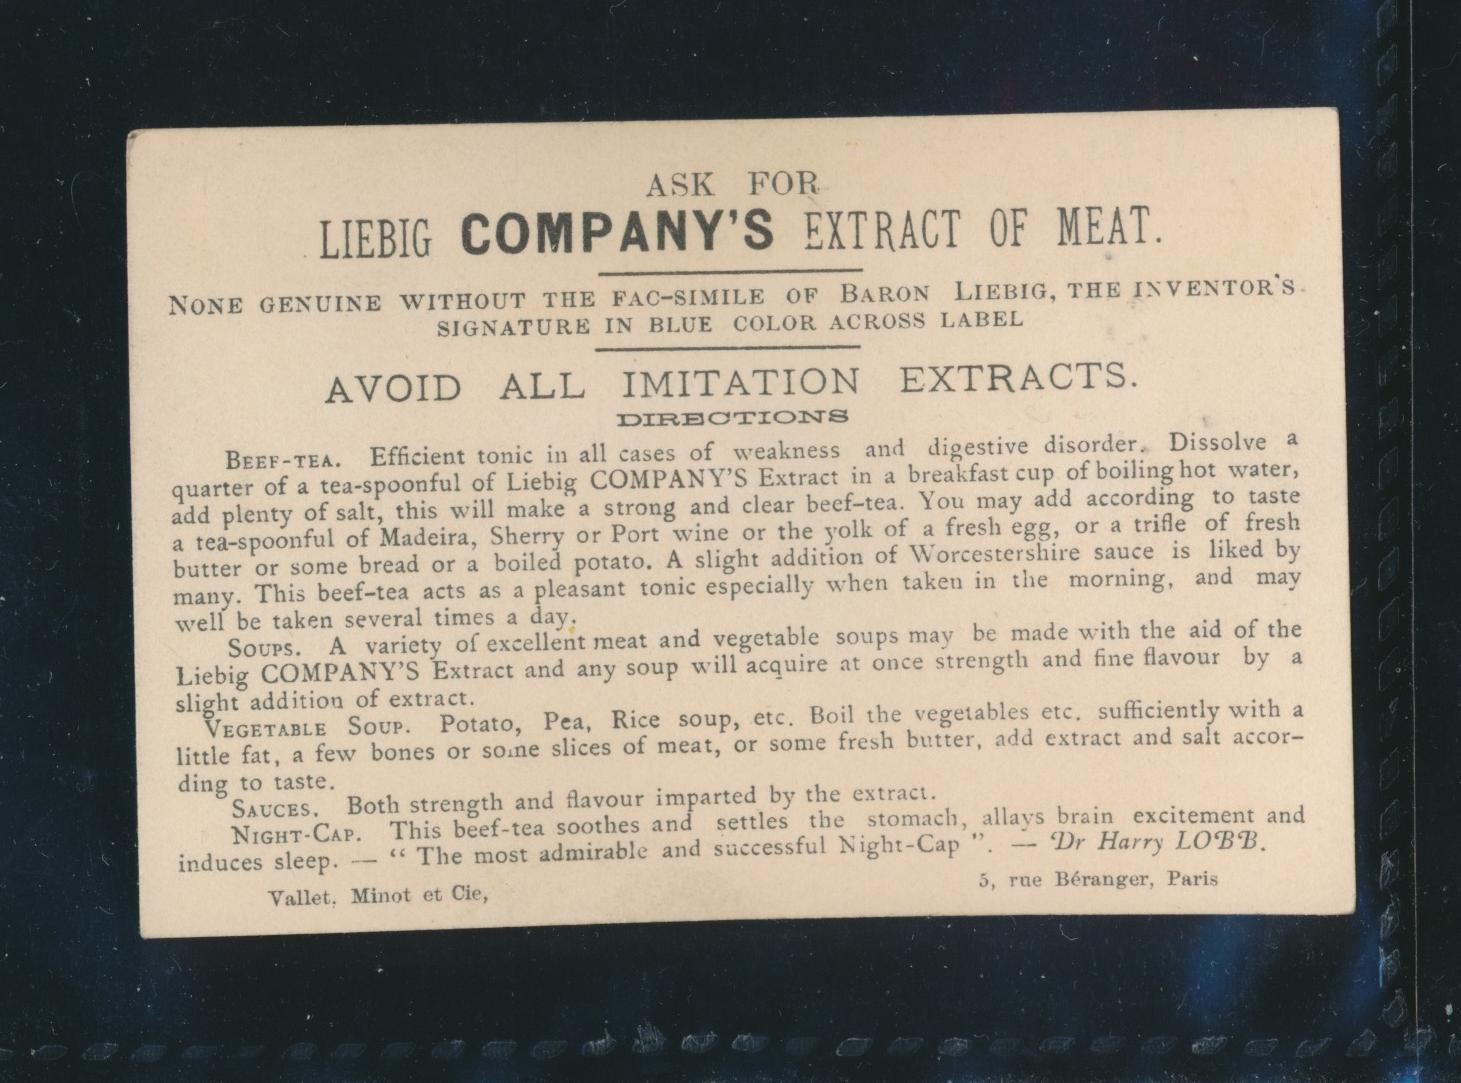 ASK FOR
LIEBIG COMPANY'S EXTRACT OF MEAT.
NONE GENUINE WITHOUT THE FAC-SIMILE OF BARON LIEBIG, THE INVENTOR'S
SIGNATURE IN BLUE COLOR ACROSS LABEL
AVOID ALL IMITATION EXTRACTS.
DIRECTIONS
BEEF-TEA. Efficient tonic in all cases of weakness and digestive disorder. Dissolve a
quarter of a tea-spoonful of Liebig COMPANY'S Extract in a breakfast cup of boiling hot water,
add plenty of salt, this will make a strong and clear beef-tea. You may add according to taste
a tea-spoonful of Madeira, Sherry or Port wine or the yolk of a fresh egg, or a trifle of fresh
butter or some bread or a boiled potato. A slight addition of Worcestershire sauce is liked by
many. This beef-tea acts as a pleasant tonic especially when taken in the morning, and may
well be taken several times a day.
SOUPS. A variety of excellent meat and vegetable soups may be made with the aid of the
Liebig COMPANY'S Extract and any soup will acquire at once strength and fine flavour by a
slight addition of extract.
VEGETABLE SOUP. Potato, Pea, Rice soup, etc. Boil the vegetables etc. sufficiently with a
little fat, a few bones or some slices of meat, or some fresh butter, add extract and salt accor-
ding to taste.
SAUCES. Both strength and flavour imparted by the extract.
NIGHT-CAP. This beef-tea soothes and settles the stomach, allays brain excitement and
induces sleep. — “ The most admirable and successful Night-Cap ”. — Dr Harry LOBB.
Vallet, Minot et Cie, 5, rue Béranger, Paris